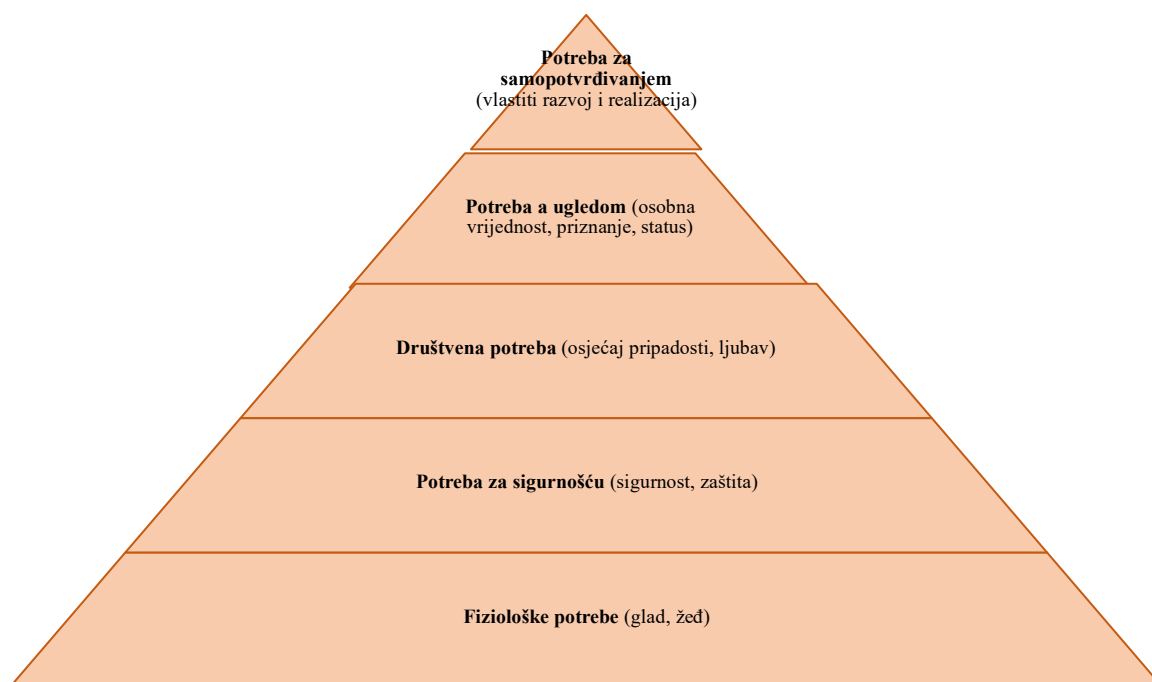 Potreba za
samopotvrđivanjem
(vlastiti razvoj i realizacija)
Potreba a ugledom (osobna
vrijednost, priznanje, status)
Društvena potreba (osjećaj pripadosti, ljubav)
Potreba za sigurnošću (sigurnost, zaštita)
Fiziološke potrebe (glad, žeđ)